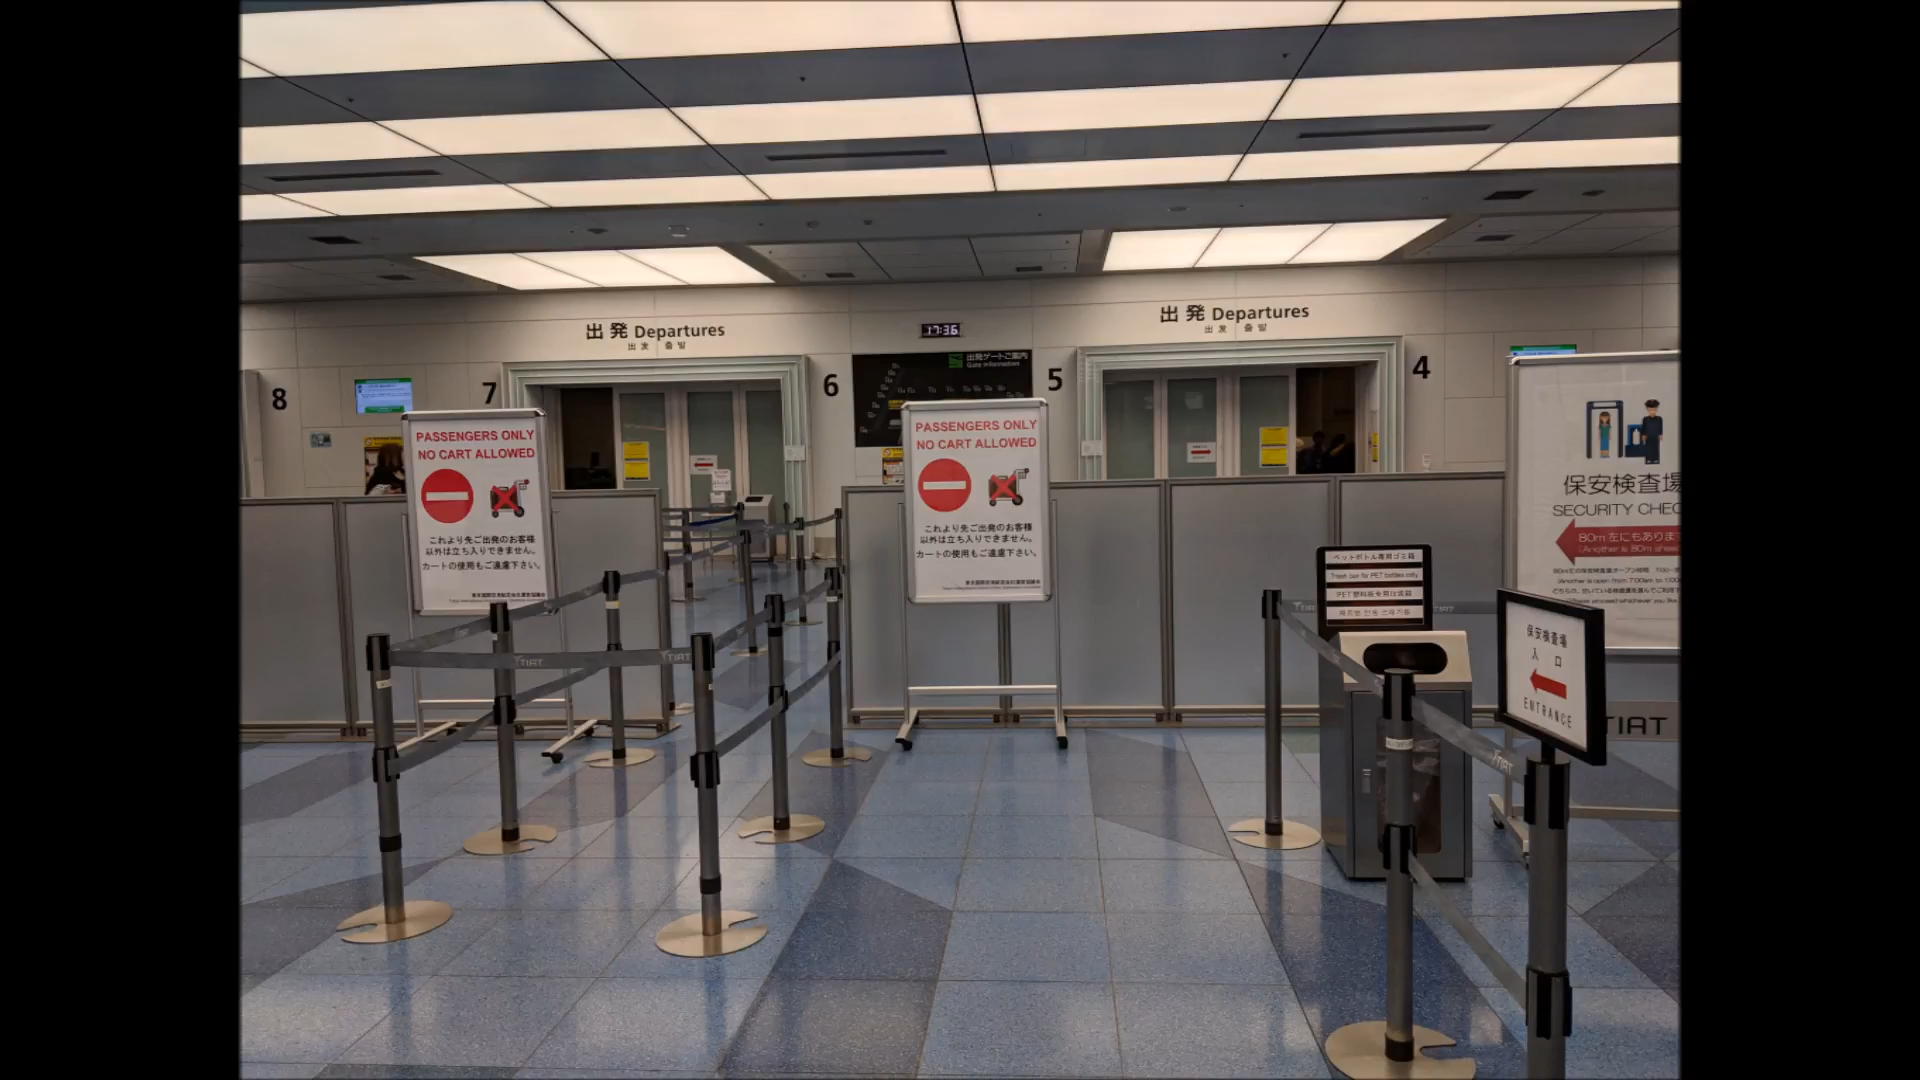 出発 Departures
出发 출발
17:36
出発 Departures
出发 출발
出発ゲートご案内
Gate Information
8
7
6
5
4
PASSENGERS ONLY
NO CART ALLOWED
これより先ご出発のお客様
以外は立ち入りできません。
カートの使用もご遠慮下さい。
PASSENGERS ONLY
NO CART ALLOWED
これより先ご出発のお客様
以外は立ち入りできません。
カートの使用もご遠慮下さい。
保安検査場
SECURITY CHEC
80m 左にもありま
(Another is 80m ahead
ペットボトル専用ゴミ箱
Trash box for PET bottles only
保安検査場
入口
ENTRANCE
TIAT
TIAT
TIAT
TIAT